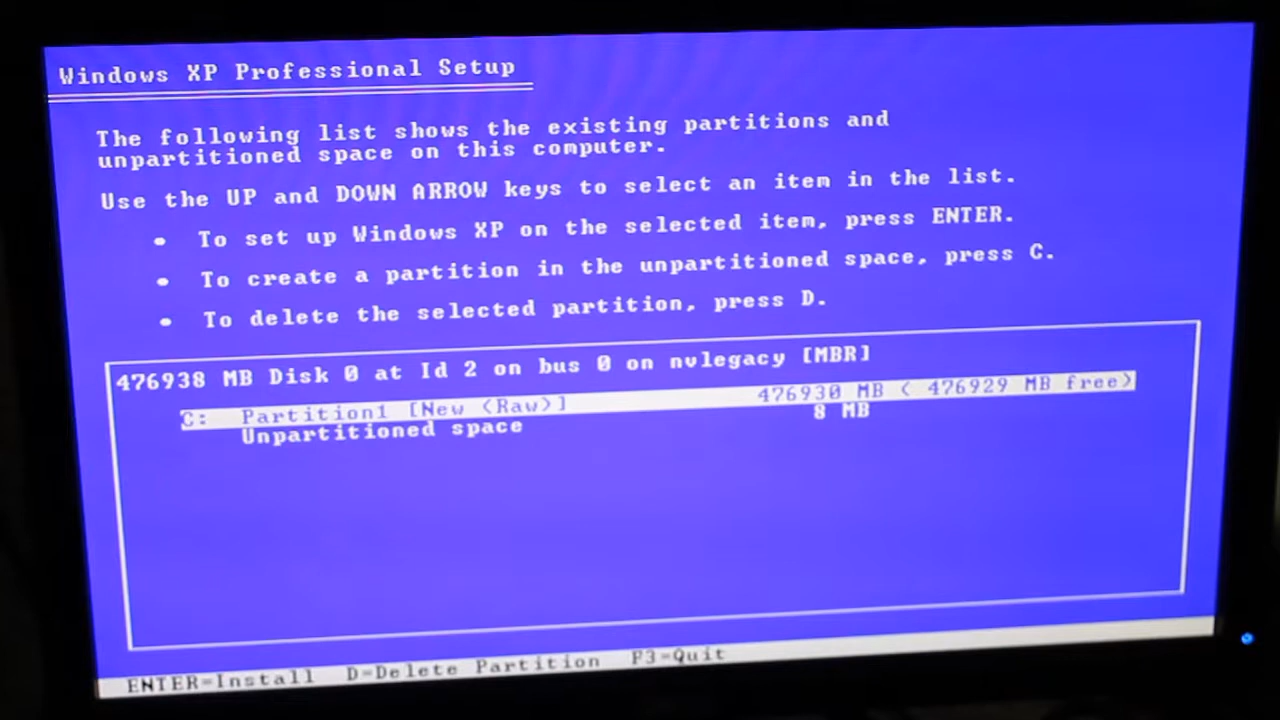 Windows XP Professional Setup
The following list shows the existing partitions and
unpartitioned space on this computer.
Use the UP and DOWN ARROW keys to select an item in the list.
• To set up Windows XP on the selected item, press ENTER.
• To create a partition in the unpartitioned space, press C.
• To delete the selected partition, press D.
476938 MB Disk 0 at Id 2 on bus 0 on nvlegacy [MBR]
C: Partition1 [New (Raw)] 476930 MB ( 476929 MB free)
Unpartitioned space 8 MB
ENTER=Install D=Delete Partition F3=Quit